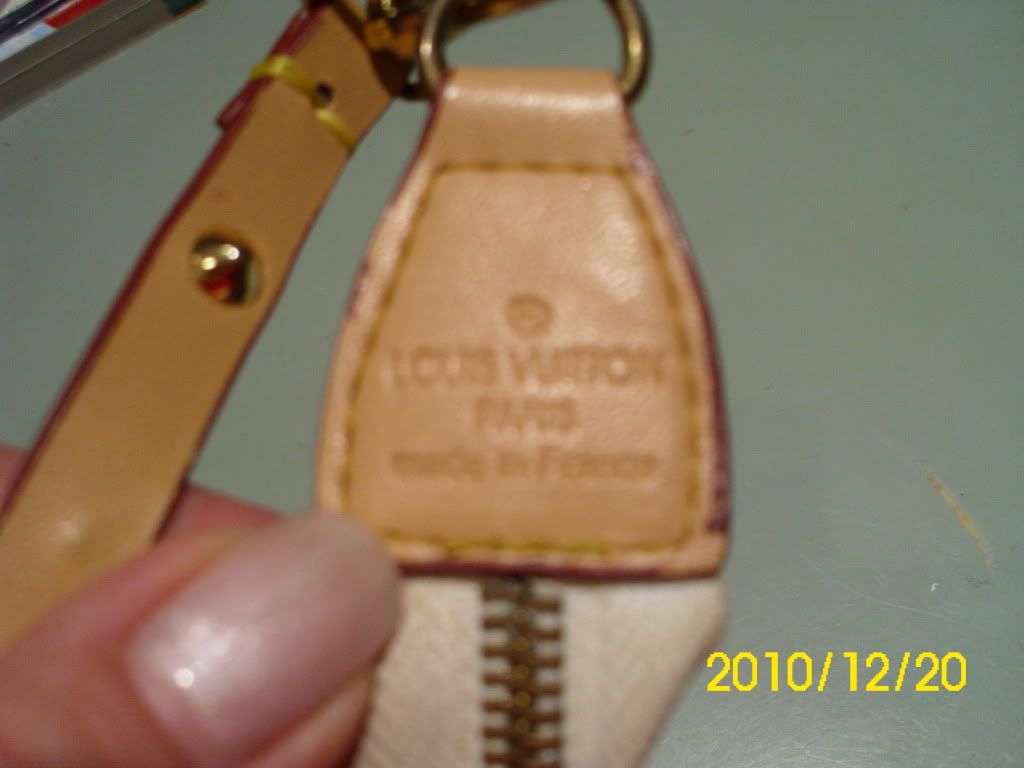 ®
LOUIS VUITTON
PARIS
made in France
2010/12/20